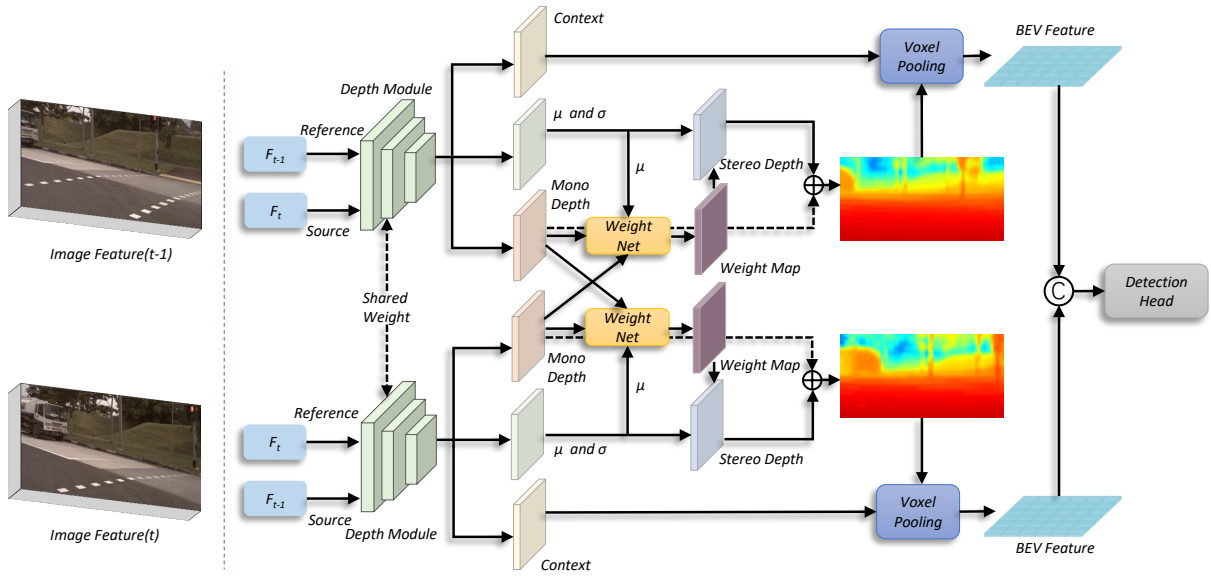 Context
BEV Feature
Voxel
Pooling
Depth Module
μ and σ
Reference
F_{t-1}
Stereo Depth
μ
Mono
Depth
F_t
Source
Weight
Net
Image Feature(t-1)
Weight Map
Detection
Head
C
Shared
Weight
Weight
Net
Mono
Depth
Weight Map
μ
Reference
F_t
μ and σ
Stereo Depth
F_{t-1}
Source
Voxel
Pooling
Depth Module
Image Feature(t)
BEV Feature
Context